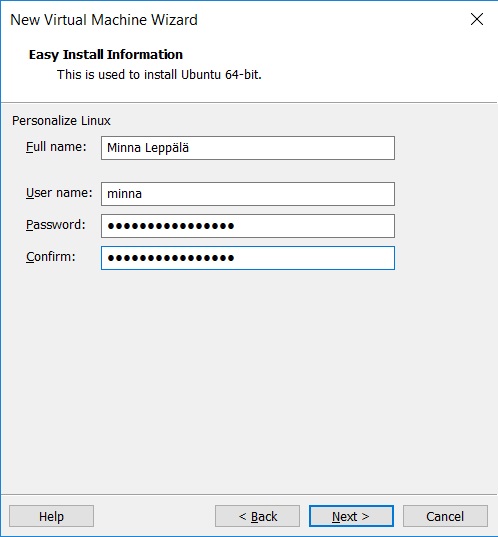 New Virtual Machine Wizard
Easy Install Information
This is used to install Ubuntu 64-bit.
Personalize Linux
Full name: Minna Leppälä
User name: minna
Password: ●●●●●●●●●●●●●●●●
Confirm: ●●●●●●●●●●●●●●●●
Help < Back Next > Cancel